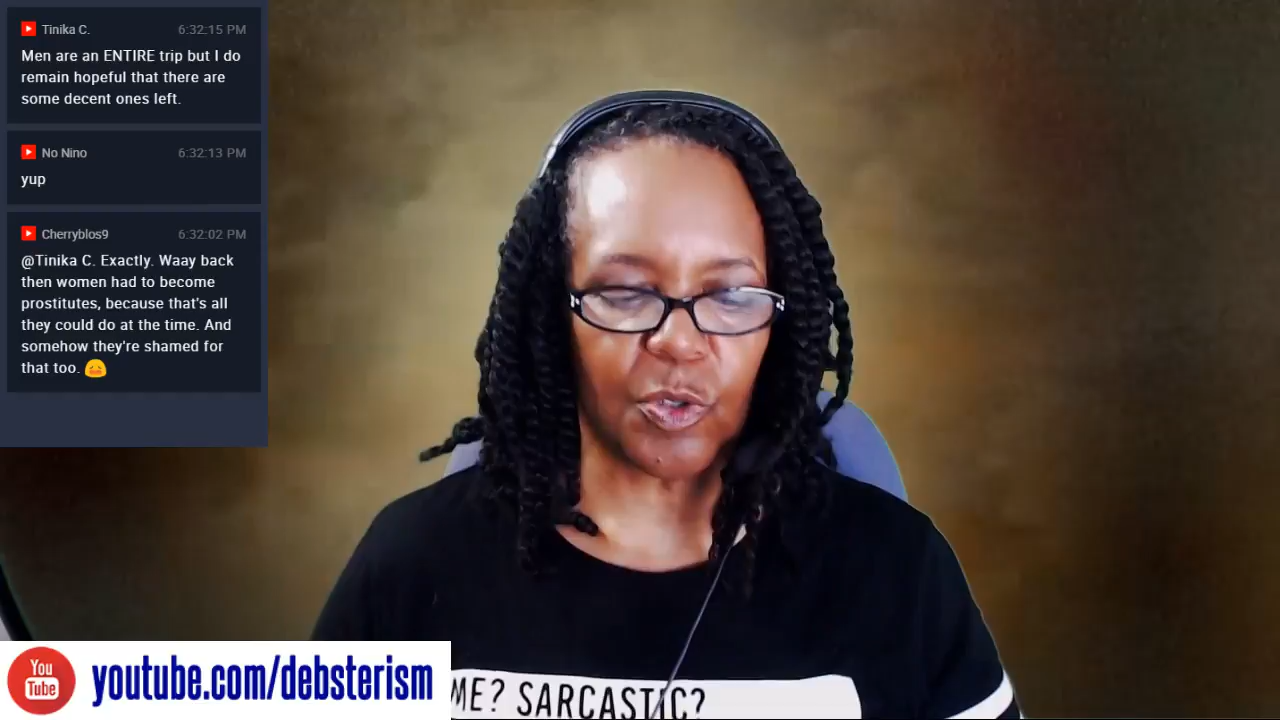 Tinika C. 6:32:15 PM
Men are an ENTIRE trip but I do
remain hopeful that there are
some decent ones left.
No Nino 6:32:13 PM
yup
Cherryblos9 6:32:02 PM
@Tinika C. Exactly. Waay back
then women had to become
prostitutes, because that's all
they could do at the time. And
somehow they're shamed for
that too.
You
Tube
youtube.com/debsterism
ME? SARCASTIC?